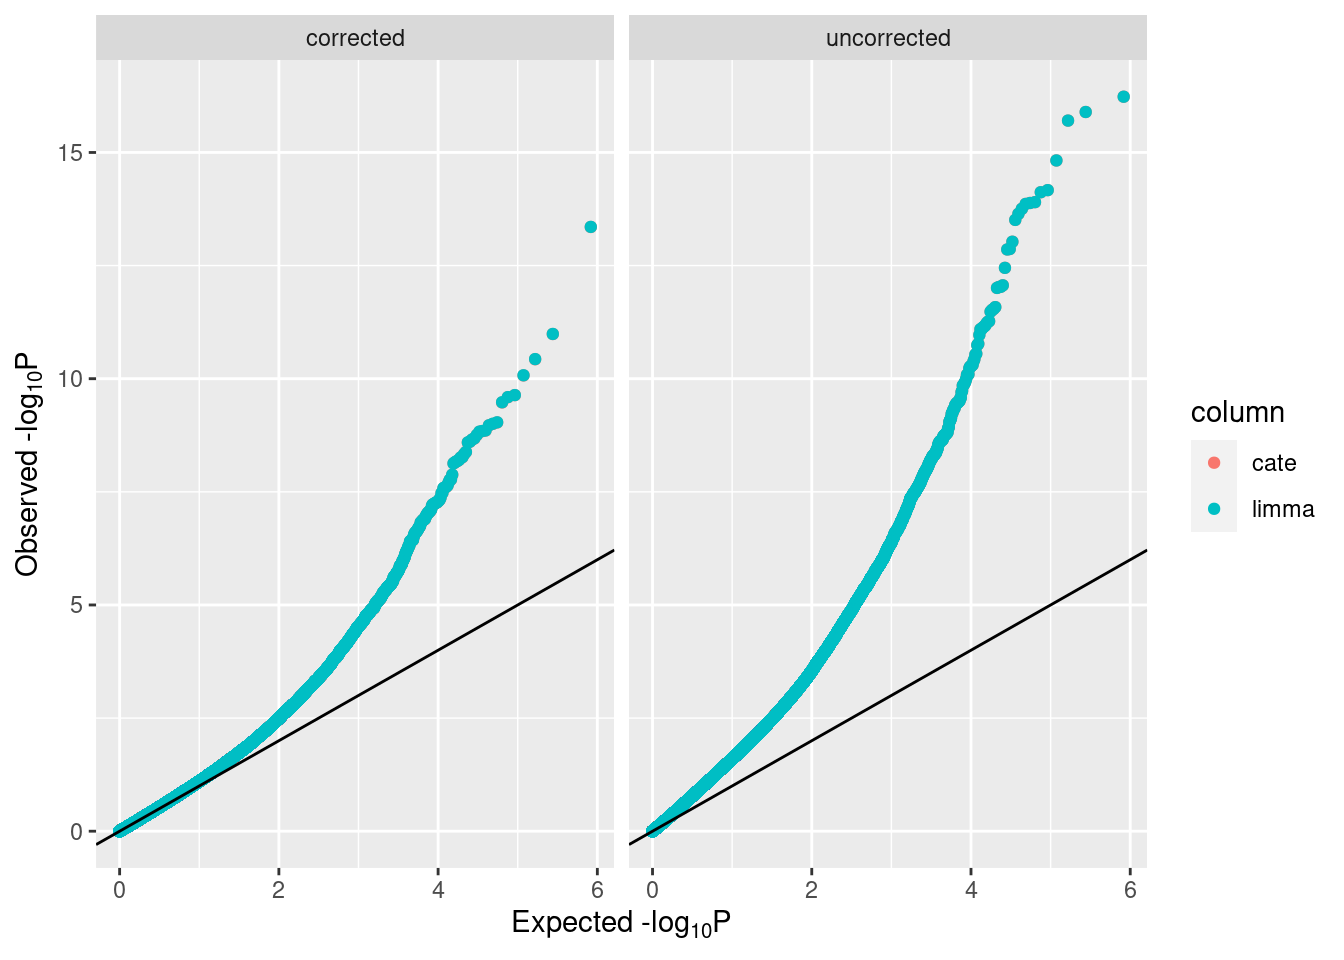 corrected
uncorrected
15
10
5
0
Observed -log10P
0 2 4 6
0 2 4 6
Expected -log10P
column
cate
limma